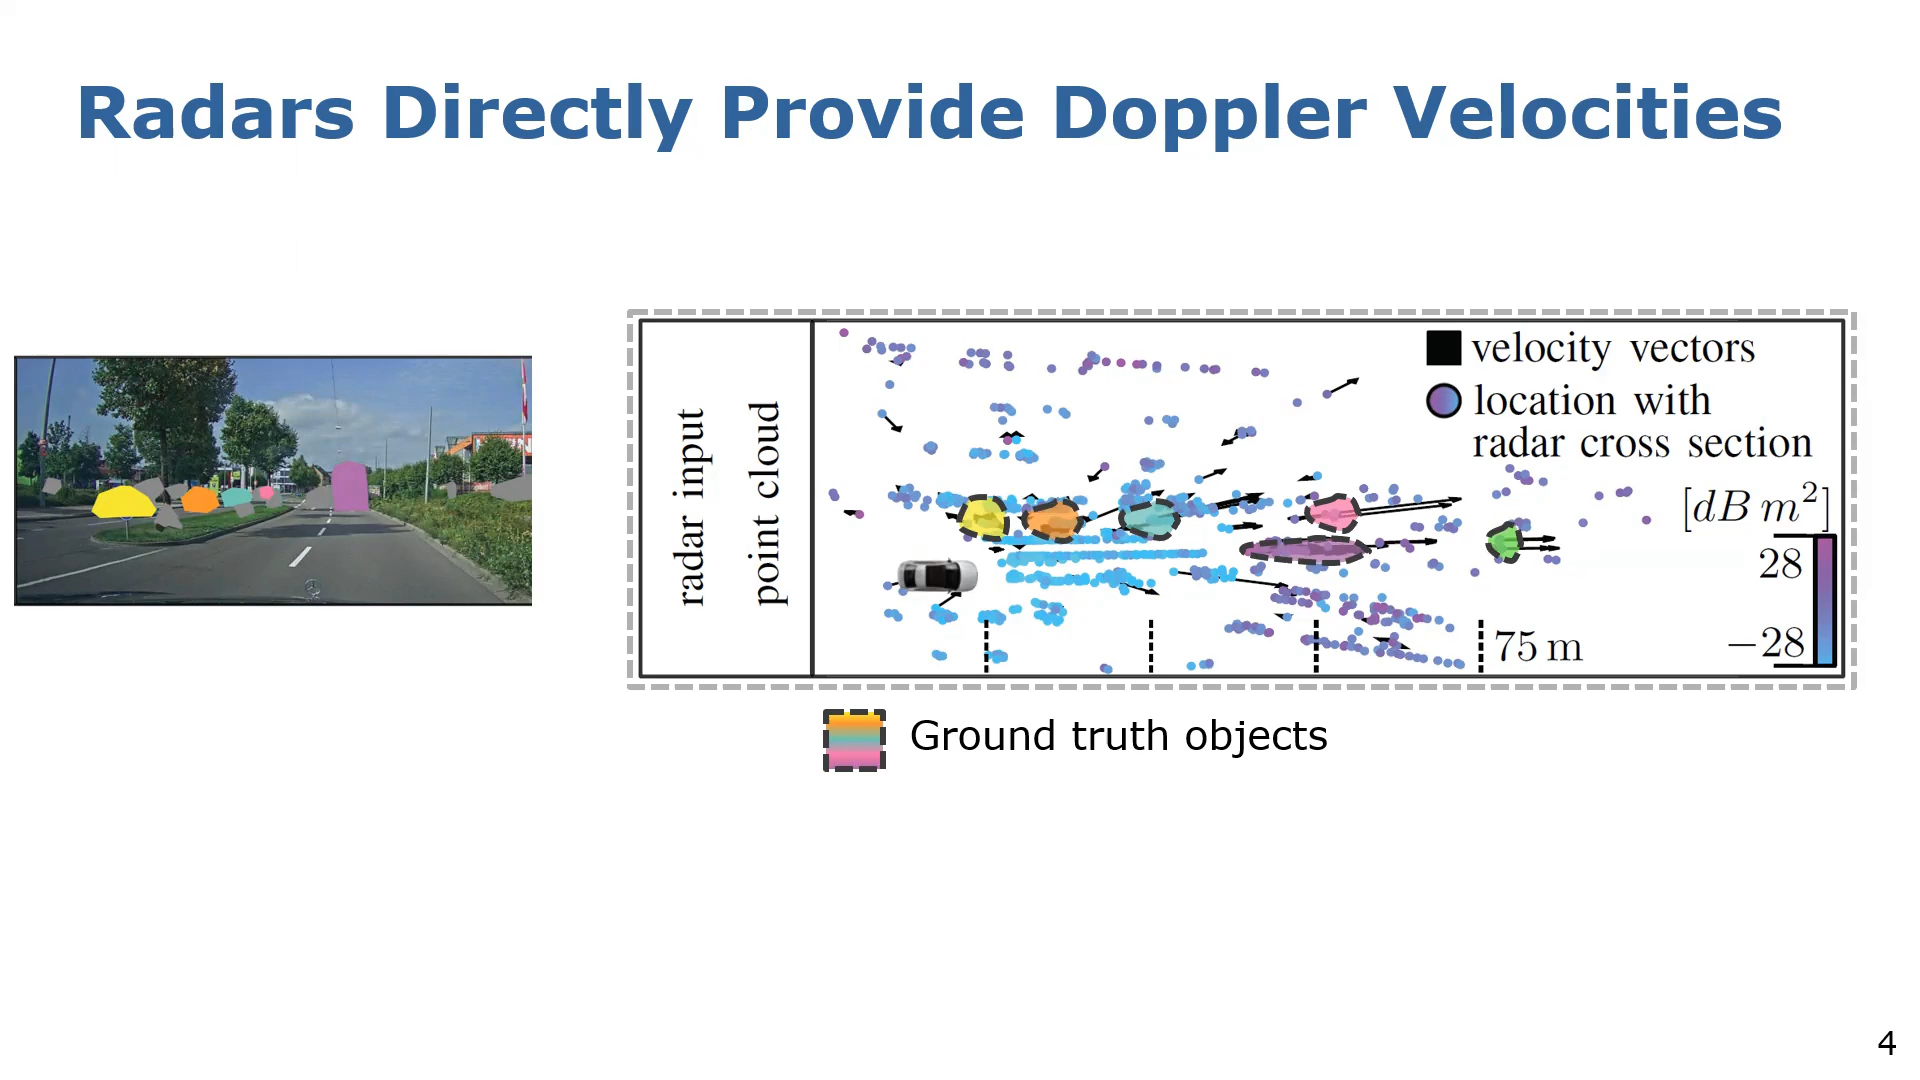 Radars Directly Provide Doppler Velocities
radar input
point cloud
velocity vectors
location with
radar cross section
[dB m²]
28
−28
75 m
Ground truth objects
4